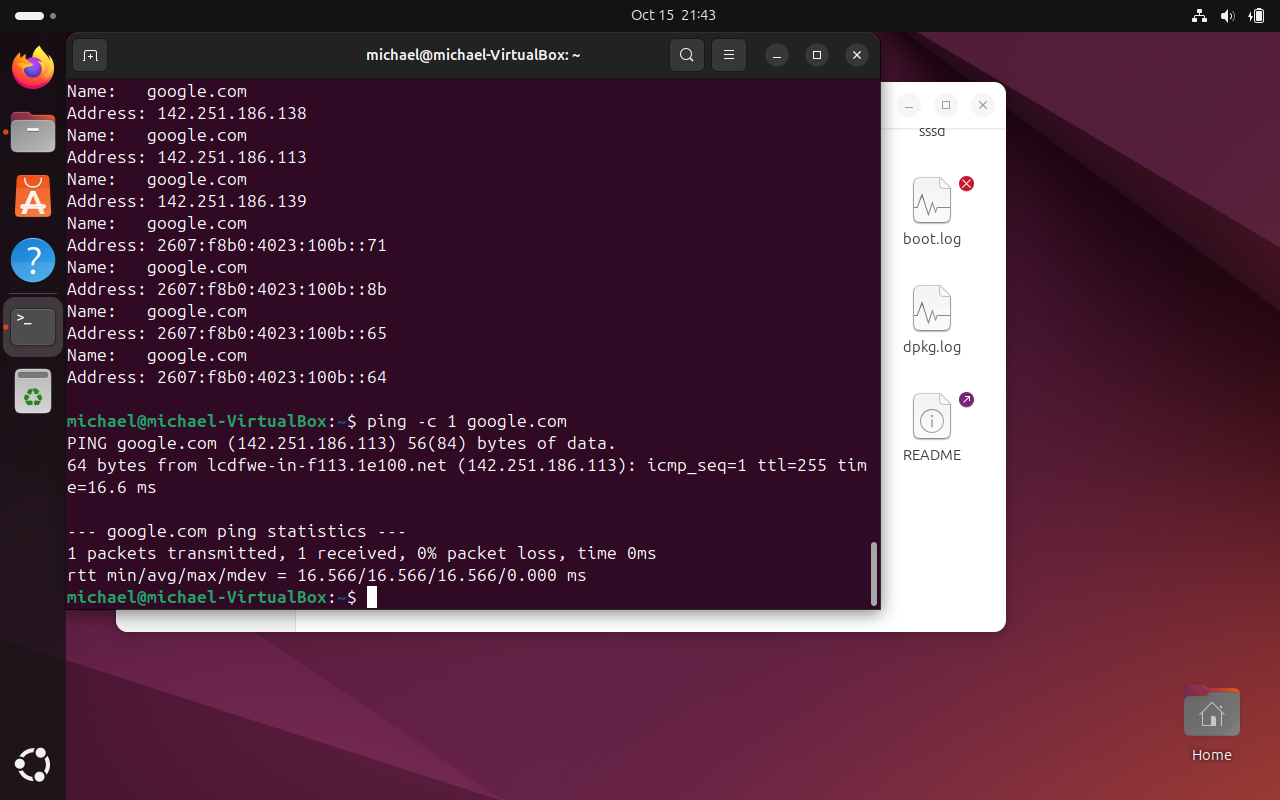 Oct 15 21:43
michael@michael-VirtualBox: ~
Name:   google.com
Address: 142.251.186.138
Name:   google.com
Address: 142.251.186.113
Name:   google.com
Address: 142.251.186.139
Name:   google.com
Address: 2607:f8b0:4023:100b::71
Name:   google.com
Address: 2607:f8b0:4023:100b::8b
Name:   google.com
Address: 2607:f8b0:4023:100b::65
Name:   google.com
Address: 2607:f8b0:4023:100b::64
michael@michael-VirtualBox:~$ ping -c 1 google.com
PING google.com (142.251.186.113) 56(84) bytes of data.
64 bytes from lcdfwe-in-f113.1e100.net (142.251.186.113): icmp_seq=1 ttl=255 tim
e=16.6 ms
--- google.com ping statistics ---
1 packets transmitted, 1 received, 0% packet loss, time 0ms
rtt min/avg/max/mdev = 16.566/16.566/16.566/0.000 ms
michael@michael-VirtualBox:~$
sssd
boot.log
dpkg.log
README
Home